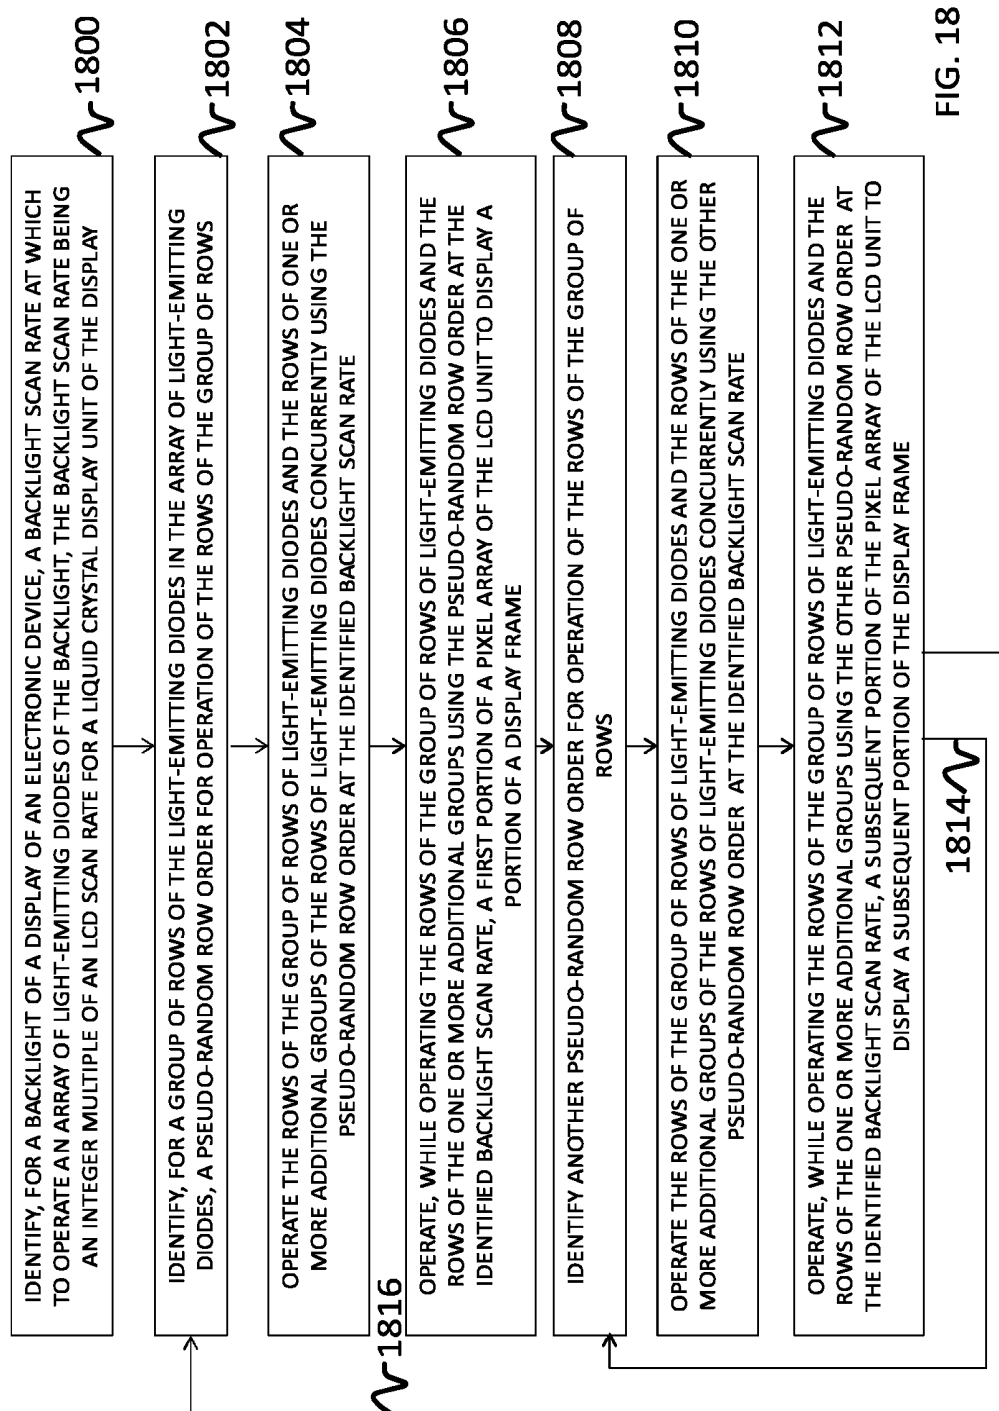 IDENTIFY, FOR A BACKLIGHT OF A DISPLAY OF AN ELECTRONIC DEVICE, A BACKLIGHT SCAN RATE AT WHICH
TO OPERATE AN ARRAY OF LIGHT-EMITTING DIODES OF THE BACKLIGHT, THE BACKLIGHT SCAN RATE BEING
AN INTEGER MULTIPLE OF AN LCD SCAN RATE FOR A LIQUID CRYSTAL DISPLAY UNIT OF THE DISPLAY
1800
IDENTIFY, FOR A GROUP OF ROWS OF THE LIGHT-EMITTING DIODES IN THE ARRAY OF LIGHT-EMITTING
DIODES, A PSEUDO-RANDOM ROW ORDER FOR OPERATION OF THE ROWS OF THE GROUP OF ROWS
1802
OPERATE THE ROWS OF THE GROUP OF ROWS OF LIGHT-EMITTING DIODES AND THE ROWS OF ONE OR
MORE ADDITIONAL GROUPS OF THE ROWS OF LIGHT-EMITTING DIODES CONCURRENTLY USING THE
PSEUDO-RANDOM ROW ORDER AT THE IDENTIFIED BACKLIGHT SCAN RATE
1804
OPERATE, WHILE OPERATING THE ROWS OF THE GROUP OF ROWS OF LIGHT-EMITTING DIODES AND THE
ROWS OF THE ONE OR MORE ADDITIONAL GROUPS USING THE PSEUDO-RANDOM ROW ORDER AT THE
IDENTIFIED BACKLIGHT SCAN RATE, A FIRST PORTION OF A PIXEL ARRAY OF THE LCD UNIT TO DISPLAY A
PORTION OF A DISPLAY FRAME
1806
IDENTIFY ANOTHER PSEUDO-RANDOM ROW ORDER FOR OPERATION OF THE ROWS OF THE GROUP OF
ROWS
1808
OPERATE THE ROWS OF THE GROUP OF ROWS OF LIGHT-EMITTING DIODES AND THE ROWS OF THE ONE OR
MORE ADDITIONAL GROUPS OF THE ROWS OF LIGHT-EMITTING DIODES CONCURRENTLY USING THE OTHER
PSEUDO-RANDOM ROW ORDER AT THE IDENTIFIED BACKLIGHT SCAN RATE
1810
OPERATE, WHILE OPERATING THE ROWS OF THE GROUP OF ROWS OF LIGHT-EMITTING DIODES AND THE
ROWS OF THE ONE OR MORE ADDITIONAL GROUPS USING THE OTHER PSEUDO-RANDOM ROW ORDER AT
THE IDENTIFIED BACKLIGHT SCAN RATE, A SUBSEQUENT PORTION OF THE PIXEL ARRAY OF THE LCD UNIT TO
DISPLAY A SUBSEQUENT PORTION OF THE DISPLAY FRAME
1812
1814
1816
FIG. 18